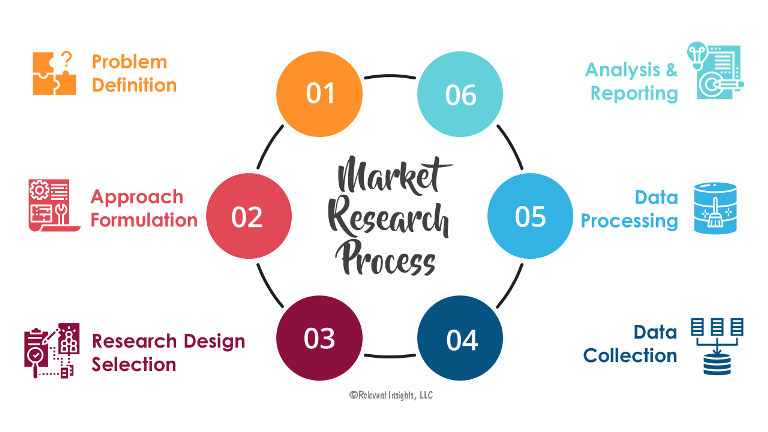 Problem
Definition
01
06
Analysis &
Reporting
Approach
Formulation
02
Market
Research
Process
05
Data
Processing
03
Research Design
Selection
04
Data
Collection
©Relevant Insights, LLC